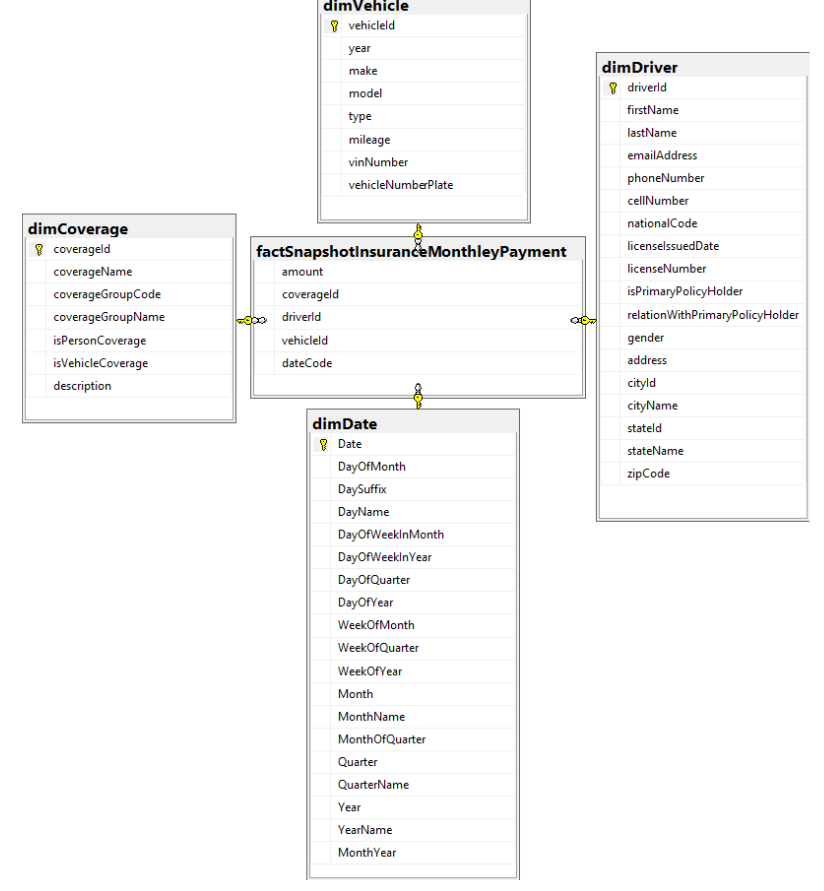 dimVehicle
vehicleId
year
make
model
type
mileage
vinNumber
vehicleNumberPlate
dimDriver
driverId
firstName
lastName
emailAddress
phoneNumber
cellNumber
nationalCode
licenseIssuedDate
licenseNumber
isPrimaryPolicyHolder
relationWithPrimaryPolicyHolder
gender
address
cityId
cityName
stateId
stateName
zipCode
dimCoverage
coverageId
coverageName
coverageGroupCode
coverageGroupName
isPersonCoverage
isVehicleCoverage
description
factSnapshotInsuranceMonthleyPayment
amount
coverageId
driverId
vehicleId
dateCode
dimDate
Date
DayOfMonth
DaySuffix
DayName
DayOfWeekInMonth
DayOfWeekInYear
DayOfQuarter
DayOfYear
WeekOfMonth
WeekOfQuarter
WeekOfYear
Month
MonthName
MonthOfQuarter
Quarter
QuarterName
Year
YearName
MonthYear